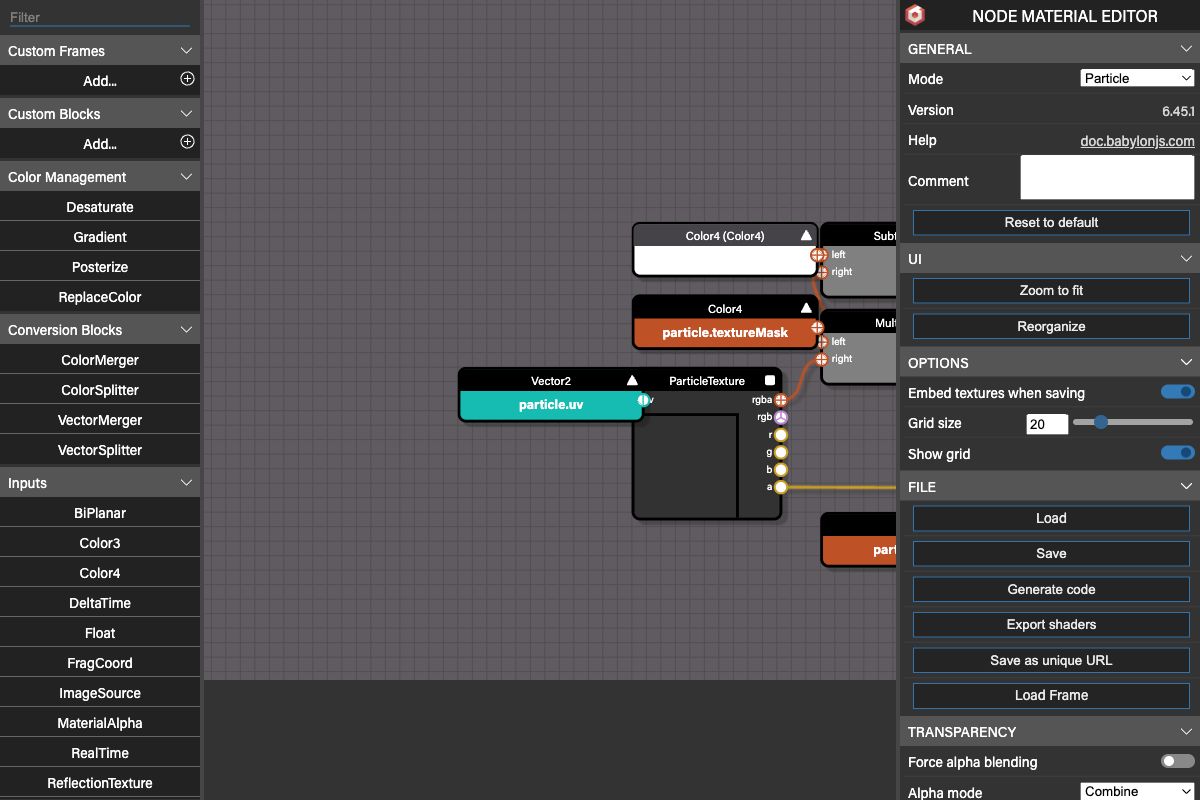 Filter
Custom Frames
Add...
Custom Blocks
Add...
Color Management
Desaturate
Gradient
Posterize
ReplaceColor
Conversion Blocks
ColorMerger
ColorSplitter
VectorMerger
VectorSplitter
Inputs
BiPlanar
Color3
Color4
DeltaTime
Float
FragCoord
ImageSource
MaterialAlpha
RealTime
ReflectionTexture
Color4 (Color4)
left
right
Color4
particle.textureMask
left
right
Vector2
particle.uv
ParticleTexture
rgba
rgb
r
g
b
a
NODE MATERIAL EDITOR
GENERAL
Mode Particle
Version 6.45.1
Help doc.babylonjs.com
Comment
Reset to default
UI
Zoom to fit
Reorganize
OPTIONS
Embed textures when saving
Grid size 20
Show grid
FILE
Load
Save
Generate code
Export shaders
Save as unique URL
Load Frame
TRANSPARENCY
Force alpha blending
Alpha mode Combine